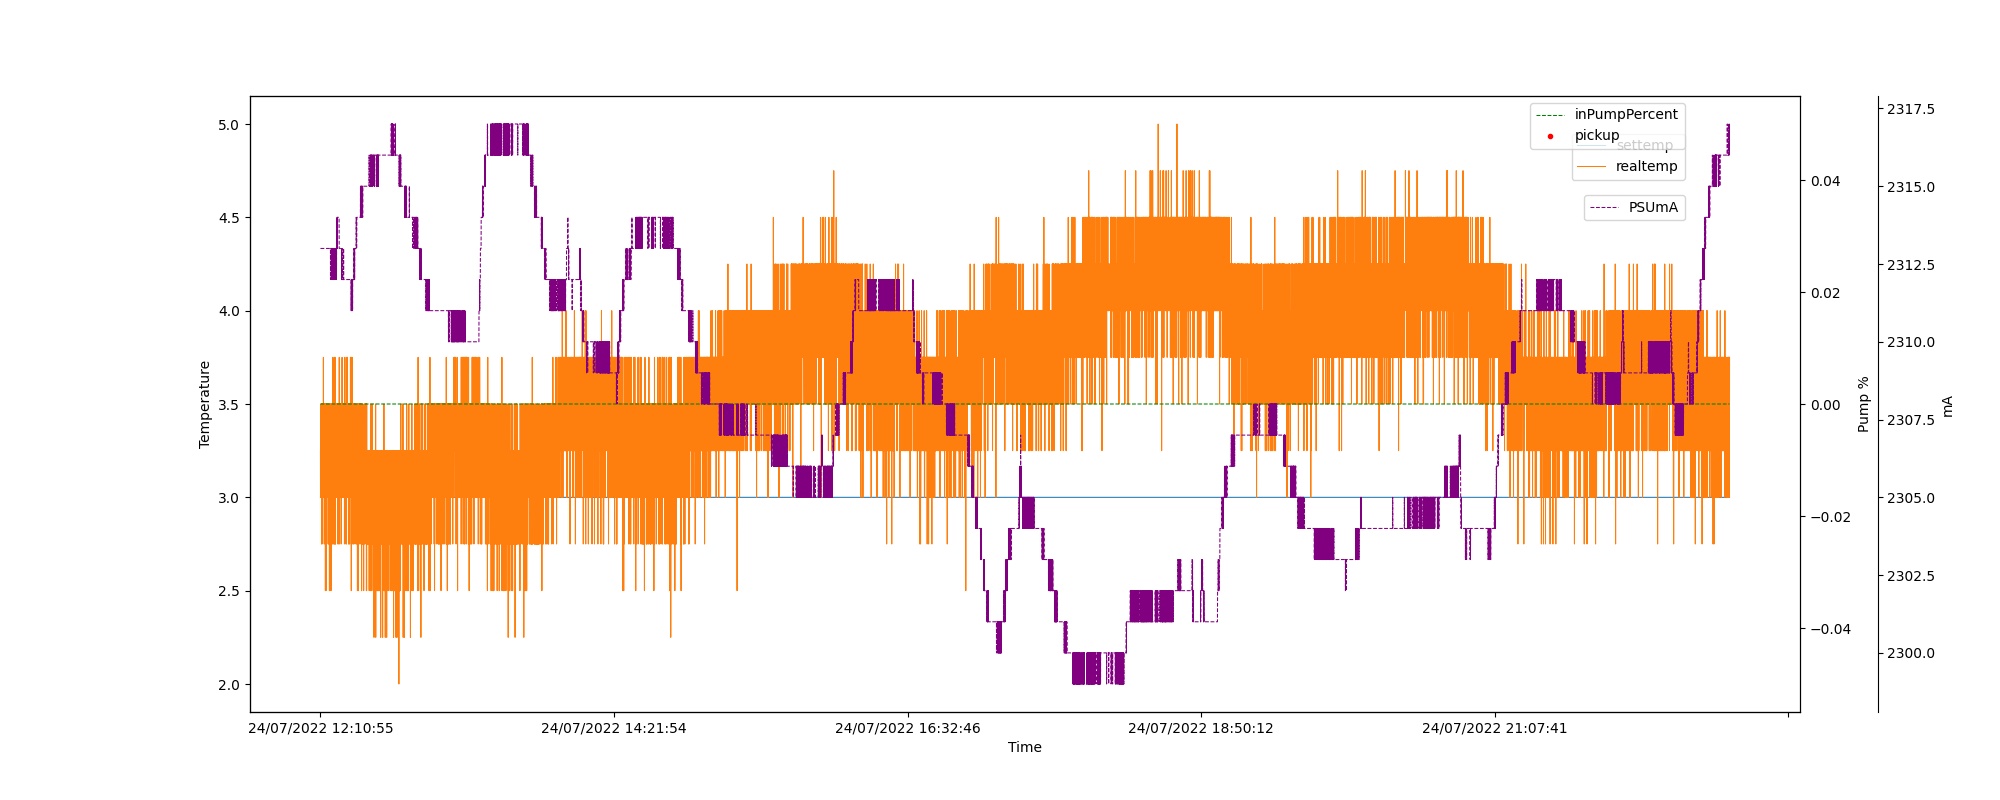 inPumpPercent
pickup
settemp
realtemp
PSUmA
5.0
4.5
4.0
3.5
3.0
2.5
2.0
Temperature
0.04
0.02
0.00
−0.02
−0.04
Pump %
2317.5
2315.0
2312.5
2310.0
2307.5
2305.0
2302.5
2300.0
mA
24/07/2022 12:10:55
24/07/2022 14:21:54
24/07/2022 16:32:46
24/07/2022 18:50:12
24/07/2022 21:07:41
Time